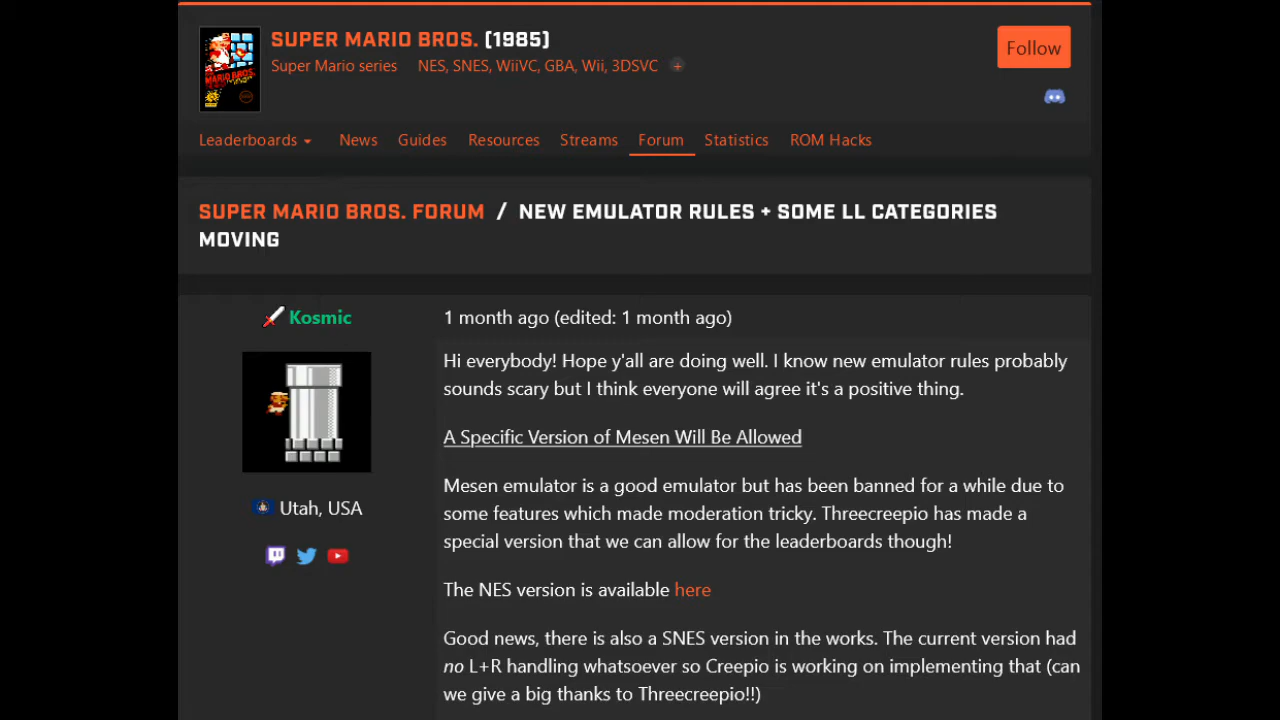 SUPER MARIO BROS. (1985)
Super Mario series NES, SNES, WiiVC, GBA, Wii, 3DSVC +
Follow
Leaderboards News Guides Resources Streams Forum Statistics ROM Hacks
SUPER MARIO BROS. FORUM / NEW EMULATOR RULES + SOME LL CATEGORIES
MOVING
Kosmic
Utah, USA
1 month ago (edited: 1 month ago)
Hi everybody! Hope y'all are doing well. I know new emulator rules probably
sounds scary but I think everyone will agree it's a positive thing.
A Specific Version of Mesen Will Be Allowed
Mesen emulator is a good emulator but has been banned for a while due to
some features which made moderation tricky. Threecreepio has made a
special version that we can allow for the leaderboards though!
The NES version is available here
Good news, there is also a SNES version in the works. The current version had
no L+R handling whatsoever so Creepio is working on implementing that (can
we give a big thanks to Threecreepio!!)